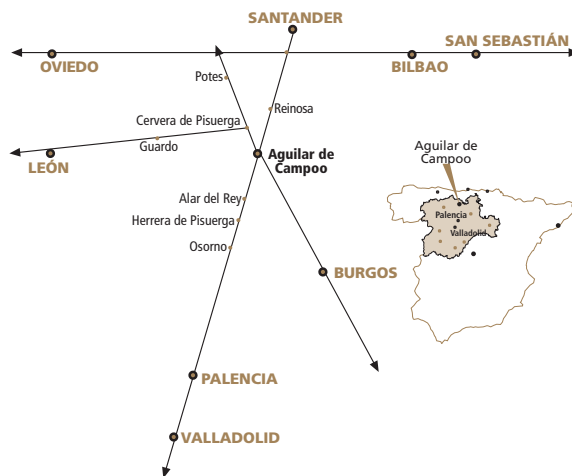 SANTANDER
OVIEDO
BILBAO
SAN SEBASTIÁN
Potes
Reinosa
Cervera de Pisuerga
Guardo
LEÓN
Aguilar de
Campoo
Alar del Rey
Herrera de Pisuerga
Osorno
BURGOS
PALENCIA
VALLADOLID
Aguilar de
Campoo
Palencia
Valladolid